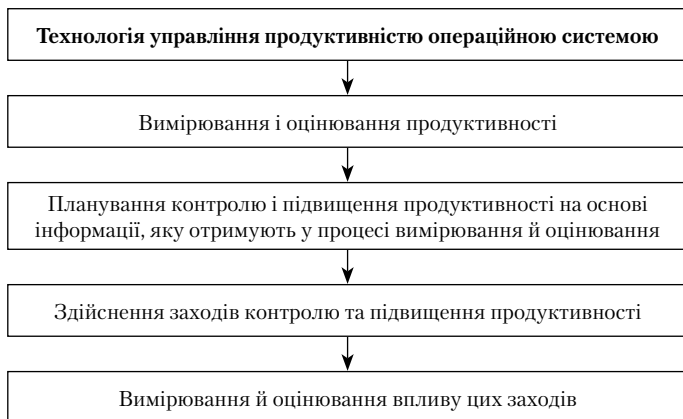 Технологія управління продуктивністю операційною системою
Вимірювання і оцінювання продуктивності
Планування контролю і підвищення продуктивності на основі
інформації, яку отримують у процесі вимірювання й оцінювання
Здійснення заходів контролю та підвищення продуктивності
Вимірювання й оцінювання впливу цих заходів